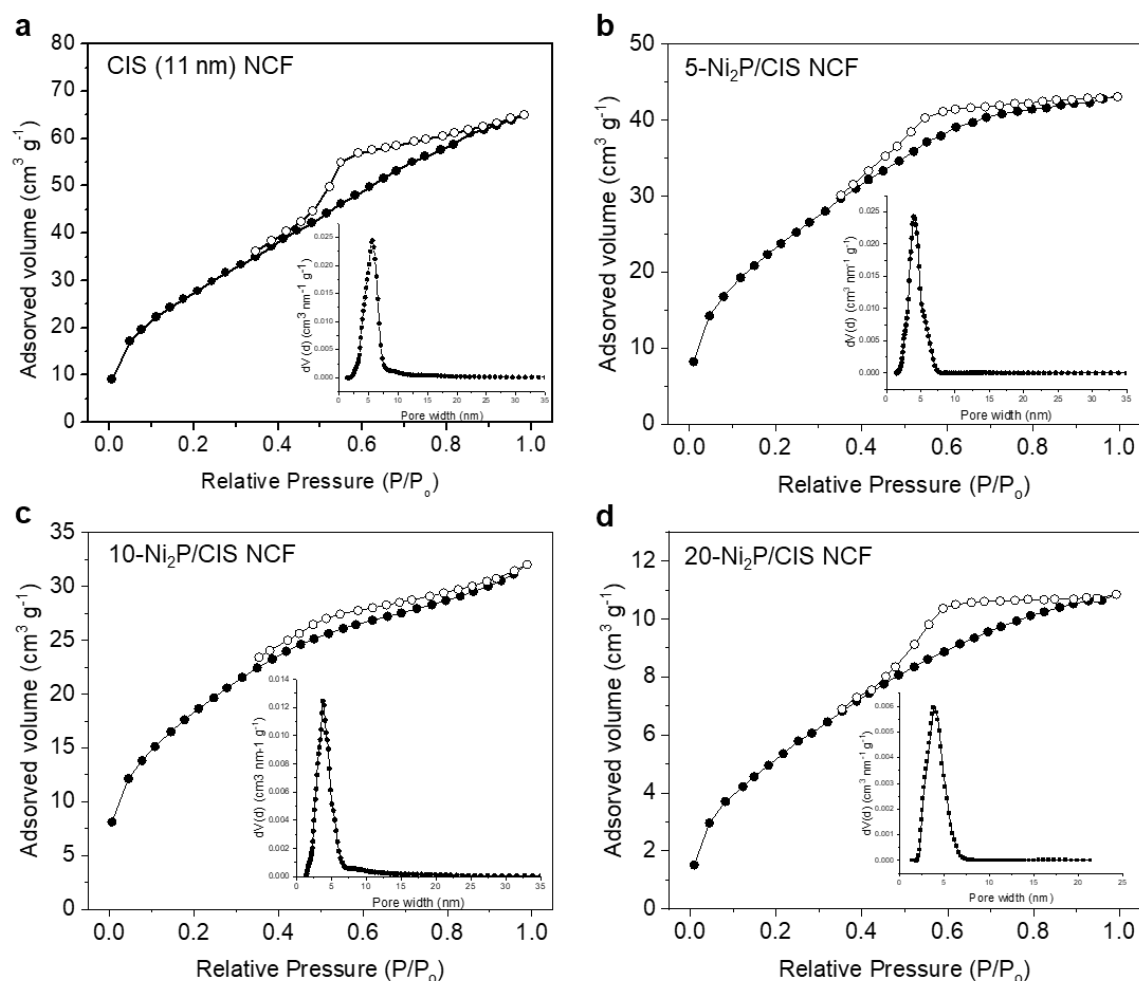 a
CIS (11 nm) NCF
80
70
60
50
40
30
20
10
0
Adsorved volume (cm³ g⁻¹)
0.0 0.2 0.4 0.6 0.8 1.0
Relative Pressure (P/Pₒ)
0.025
0.020
0.015
0.010
0.005
0.000
dV(d) (cm³ nm⁻¹ g⁻¹)
0 5 10 15 20 25 30 35
Pore width (nm)
b
5-Ni₂P/CIS NCF
50
40
30
20
10
0
Adsorved volume (cm³ g⁻¹)
0.0 0.2 0.4 0.6 0.8 1.0
Relative Pressure (P/Pₒ)
0.025
0.020
0.015
0.010
0.005
0.000
dV(d) (cm³ nm⁻¹ g⁻¹)
0 5 10 15 20 25 30 35
Pore width (nm)
c
10-Ni₂P/CIS NCF
35
30
25
20
15
10
5
0
Adsorved volume (cm³ g⁻¹)
0.0 0.2 0.4 0.6 0.8 1.0
Relative Pressure (P/Pₒ)
0.014
0.012
0.010
0.008
0.006
0.004
0.002
0.000
dV(d) (cm3 nm-1 g-1)
0 5 10 15 20 25 30 35
Pore width (nm)
d
20-Ni₂P/CIS NCF
12
10
8
6
4
2
0
Adsorved volume (cm³ g⁻¹)
0.0 0.2 0.4 0.6 0.8 1.0
Relative Pressure (P/Pₒ)
0.006
0.005
0.004
0.003
0.002
0.001
0.000
dV(d) (cm³ nm⁻¹ g⁻¹)
0 5 10 15 20 25
Pore width (nm)